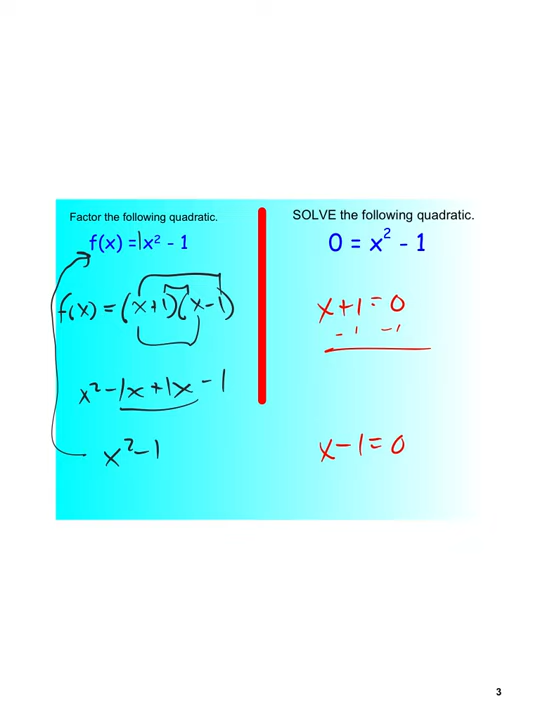 Factor the following quadratic.
f(x) = 1x² - 1
f(x) = (x+1)(x-1)
x² - 1x + 1x - 1
x² - 1
SOLVE the following quadratic.
0 = x² - 1
x + 1 = 0
- 1 - 1
x - 1 = 0
3